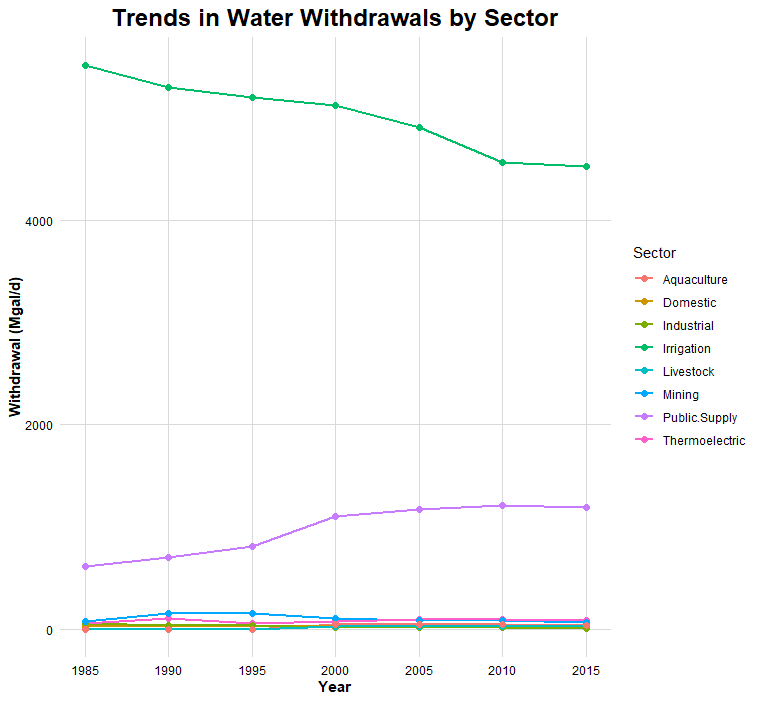 Trends in Water Withdrawals by Sector
Withdrawal (Mgal/d)
4000
2000
0
1985 1990 1995 2000 2005 2010 2015
Year
Sector
Aquaculture
Domestic
Industrial
Irrigation
Livestock
Mining
Public.Supply
Thermoelectric